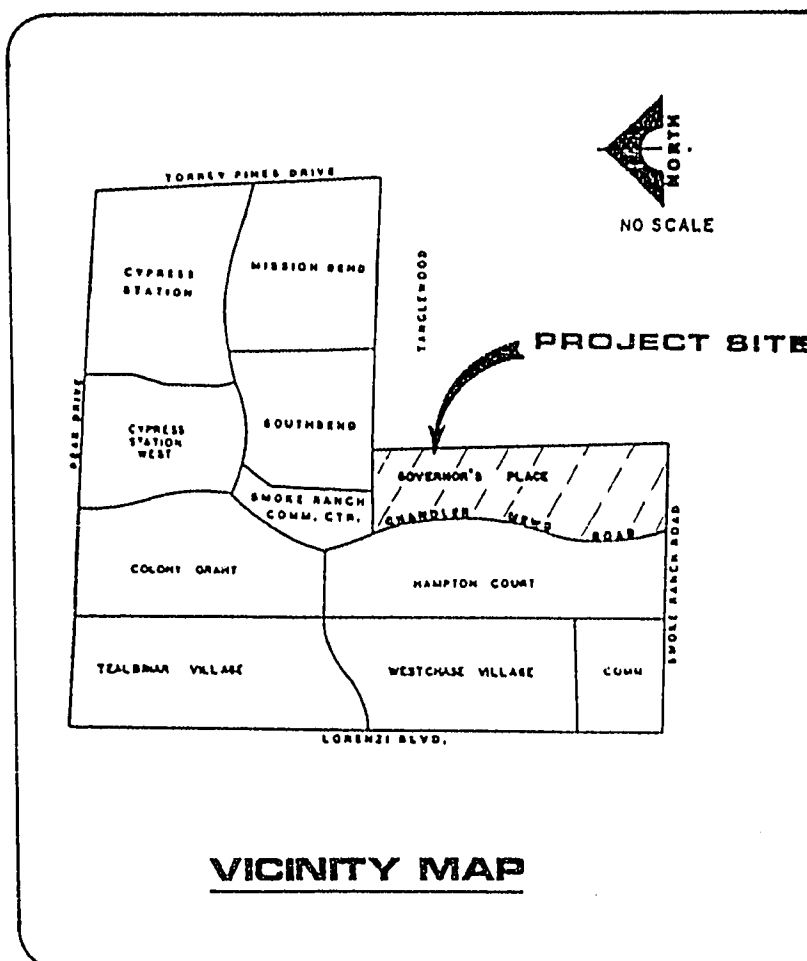 TORREY PINES DRIVE
NORTH
NO SCALE
CYPRESS
STATION
MISSION BEND
TANGLEWOOD
PROJECT SITE
PEAK DRIVE
CYPRESS
STATION
WEST
SOUTHBEND
GOVERNOR'S PLACE
SMOKE RANCH
COMM. CTR.
CHANDLER MEWS ROAD
COLONY GRANT
HAMPTON COURT
SMOKE RANCH ROAD
TEALBRIAR VILLAGE
WESTCHASE VILLAGE
COMM
LORENZI BLVD.
VICINITY MAP